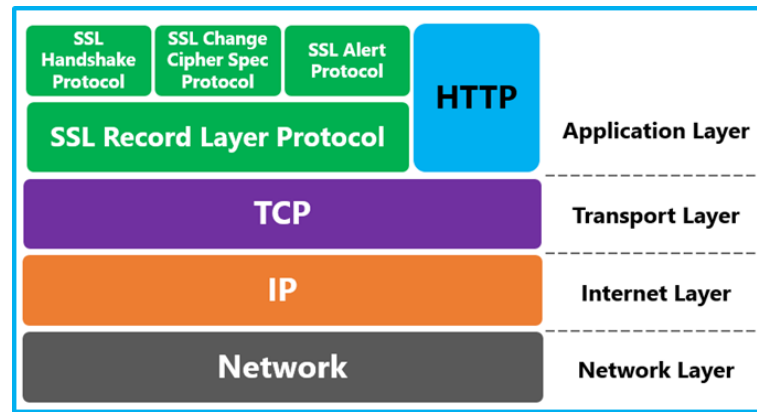 SSL
Handshake
Protocol
SSL Change
Cipher Spec
Protocol
SSL Alert
Protocol
HTTP
SSL Record Layer Protocol
Application Layer
TCP
Transport Layer
IP
Internet Layer
Network
Network Layer